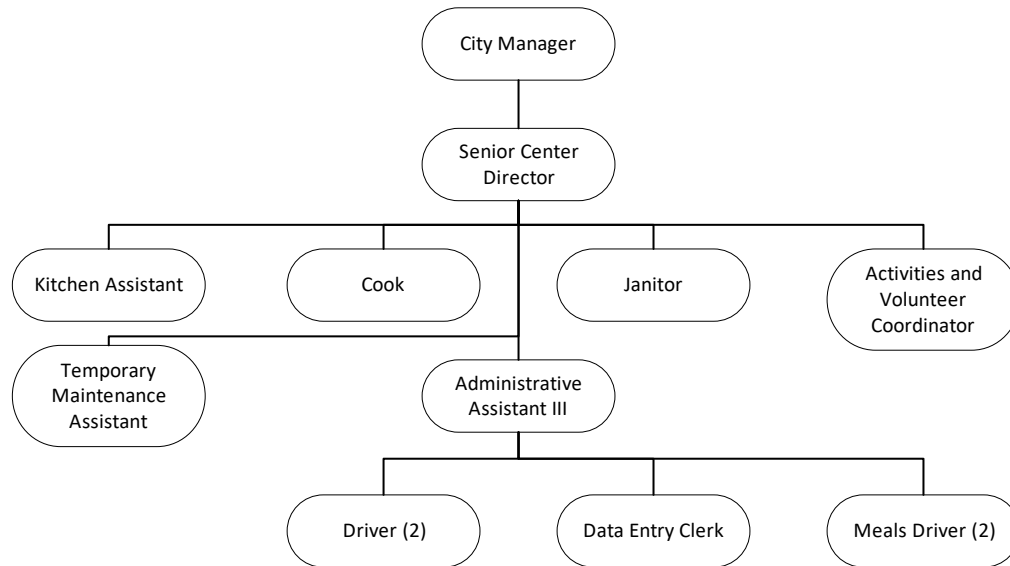 City Manager
Senior Center
Director
Kitchen Assistant
Cook
Janitor
Activities and
Volunteer
Coordinator
Temporary
Maintenance
Assistant
Administrative
Assistant III
Driver (2)
Data Entry Clerk
Meals Driver (2)